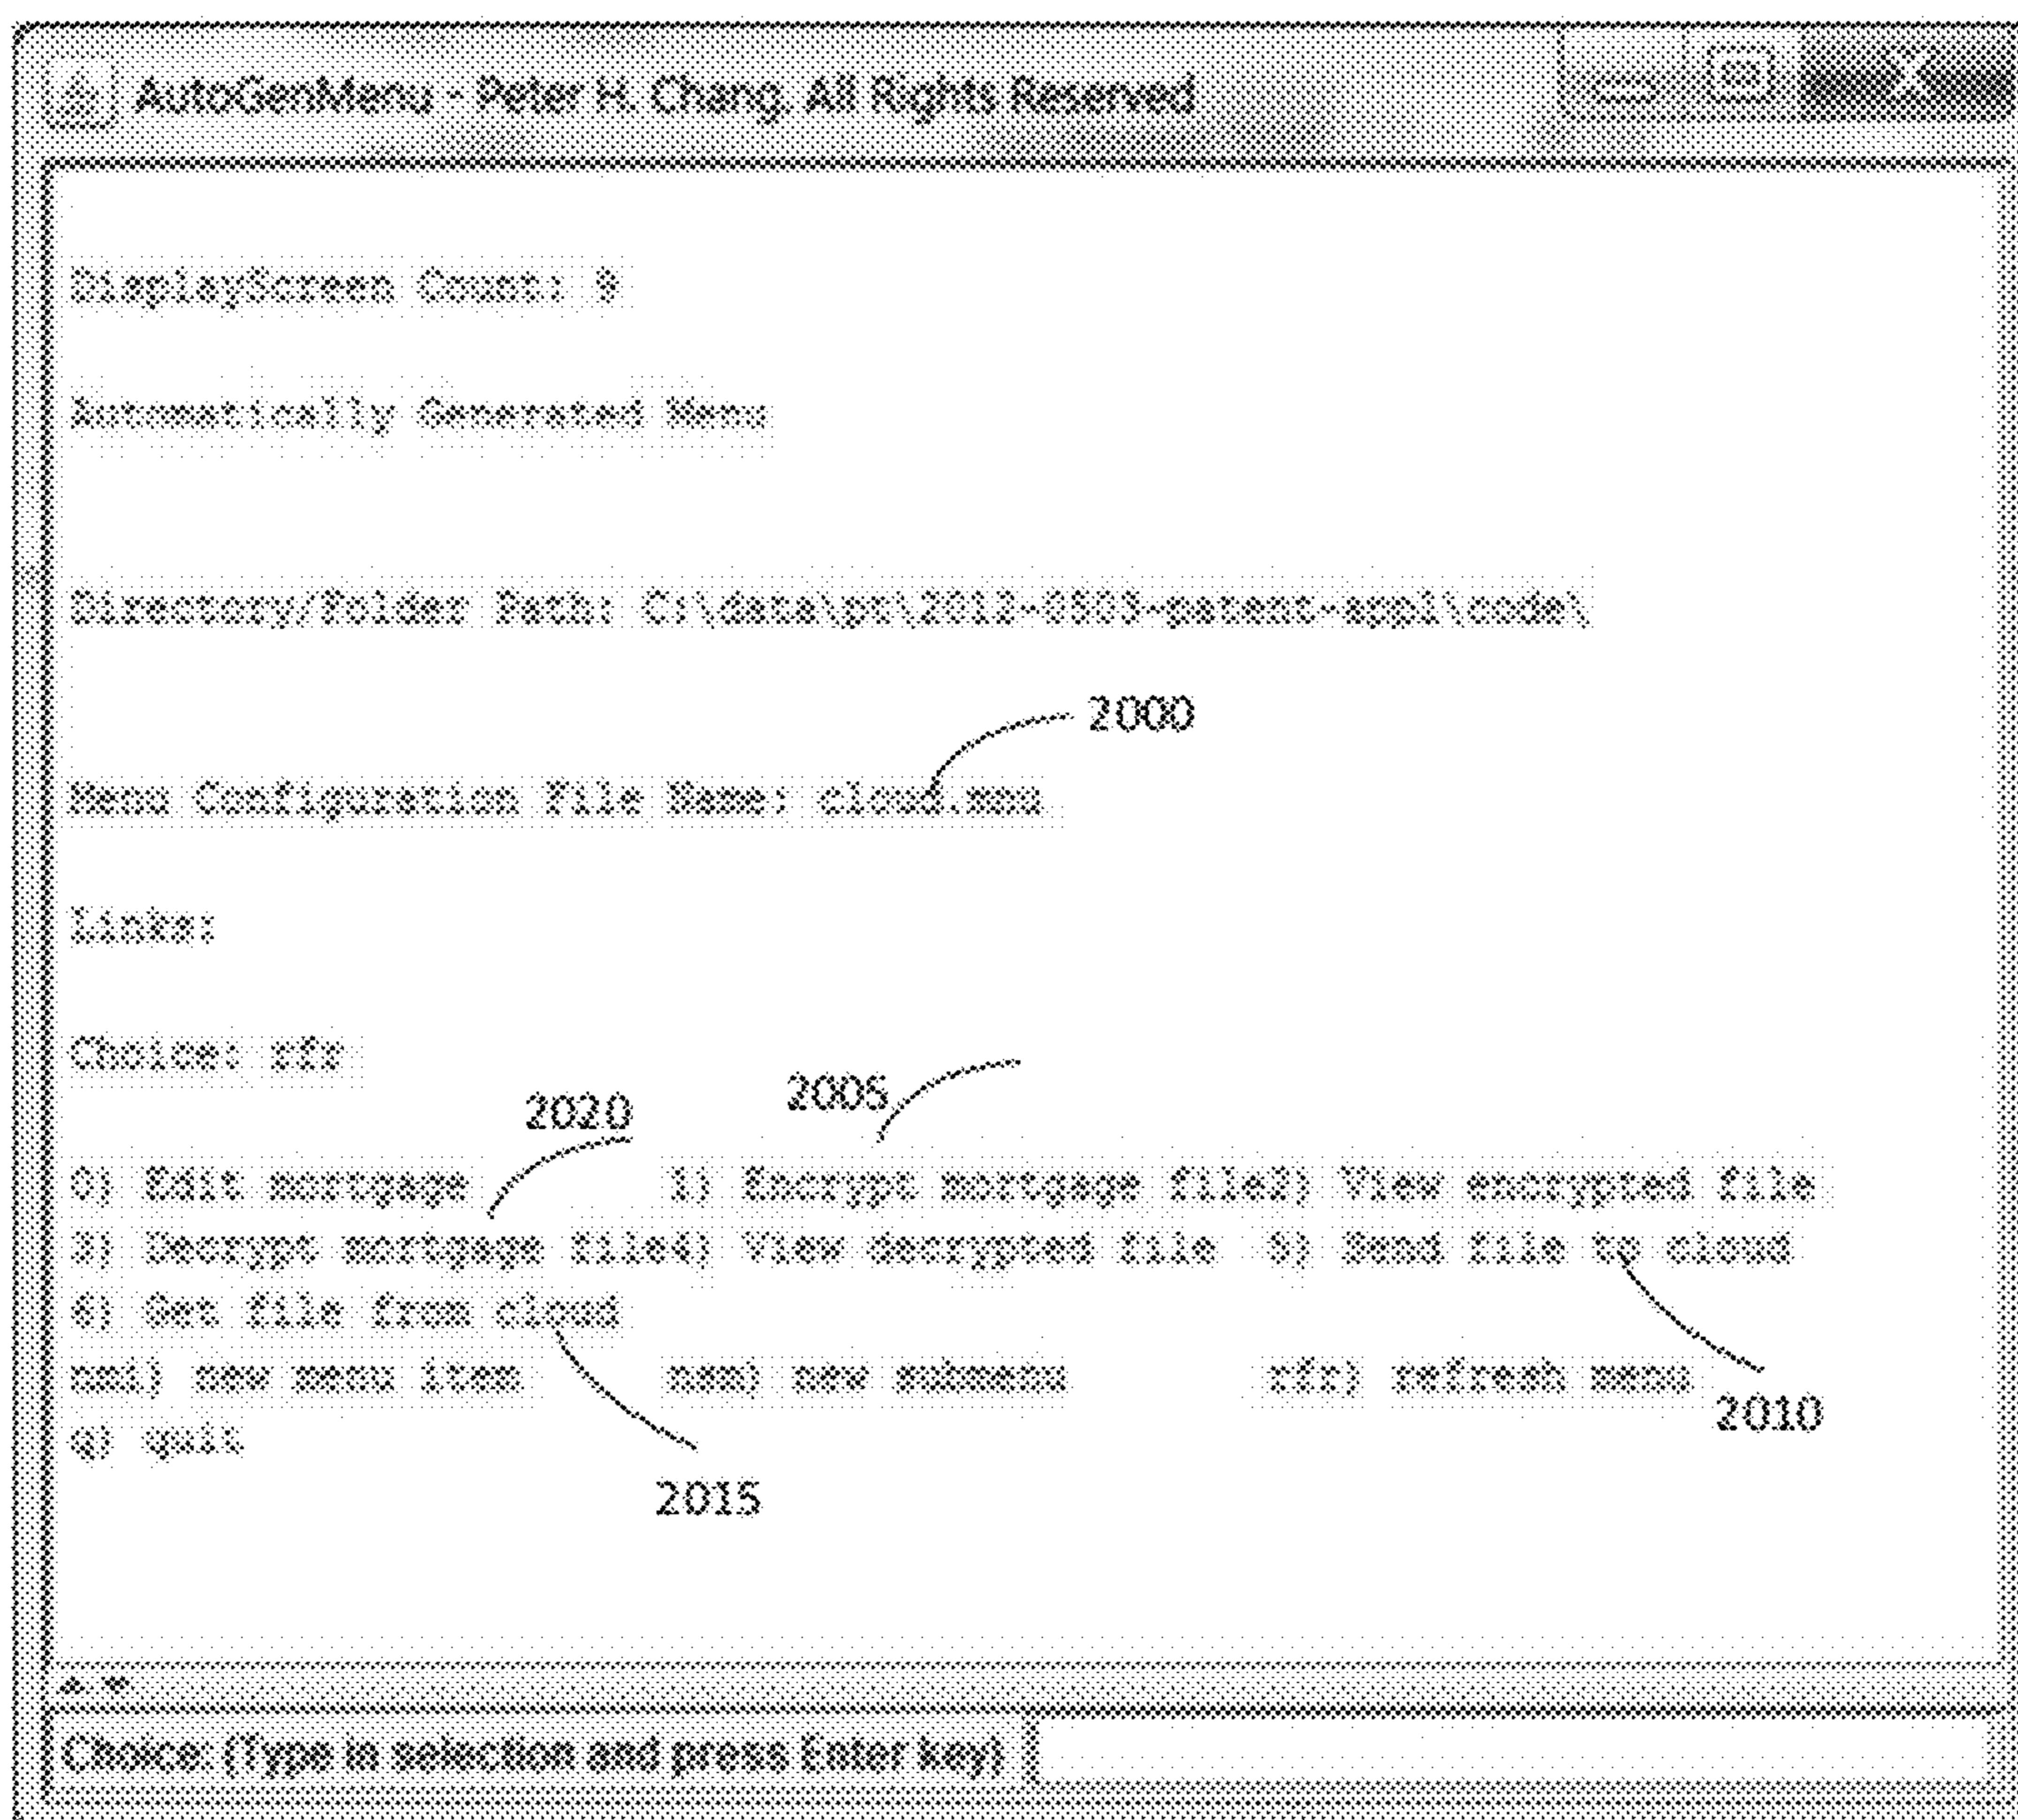 AutoGenMenu - Peter H. Chang, All Rights Reserved
DisplayScreen Count: 9
Automatically Generated Menu
Directory/Folder Path: C:\data\pr\2012-0503-patent-appl\code\
2000
Menu Configuration File Name: cloud.mnu
Links:
Choice: rfr
2020 2005
0) Edit mortgage 1) Encrypt mortgage file2) View encrypted file
3) Decrypt mortgage file4) View decrypted file 5) Send file to cloud
6) Get file from cloud
nmi) new menu item nsm) new submenu rfr) refresh menu
2010
q) quit
2015
Choice: (Type in selection and press Enter key)